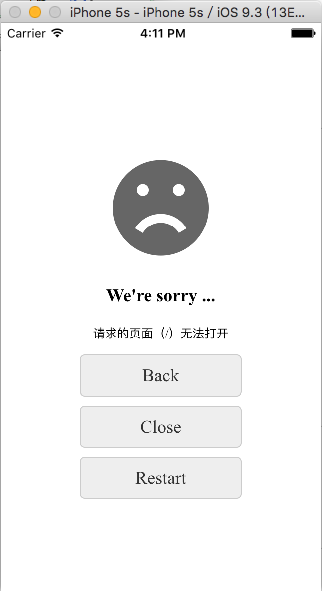 iPhone 5s - iPhone 5s / iOS 9.3 (13E...
Carrier 4:11 PM
We're sorry ...
请求的页面（/）无法打开
Back
Close
Restart